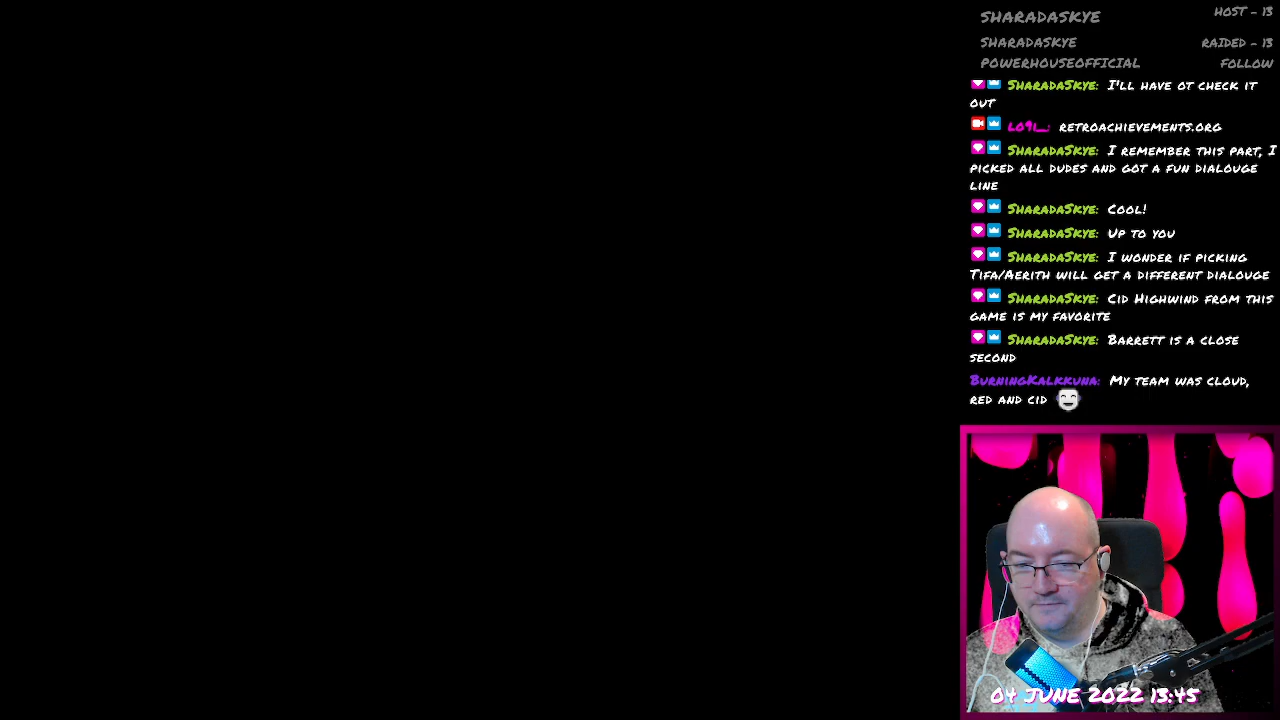 SHARADASKYE HOST - 13
SHARADASKYE RAIDED - 13
POWERHOUSEOFFICIAL FOLLOW
SharadaSkye: I'll have ot check it
out
lo9i__: retroachievements.org
SharadaSkye: I remember this part, I
picked all dudes and got a fun dialouge
line
SharadaSkye: Cool!
SharadaSkye: Up to you
SharadaSkye: I wonder if picking
Tifa/Aerith will get a different dialouge
SharadaSkye: Cid Highwind from this
game is my favorite
SharadaSkye: Barrett is a close
second
BurningKalkkuna: My team was cloud,
red and cid
04 JUNE 2022 13:45